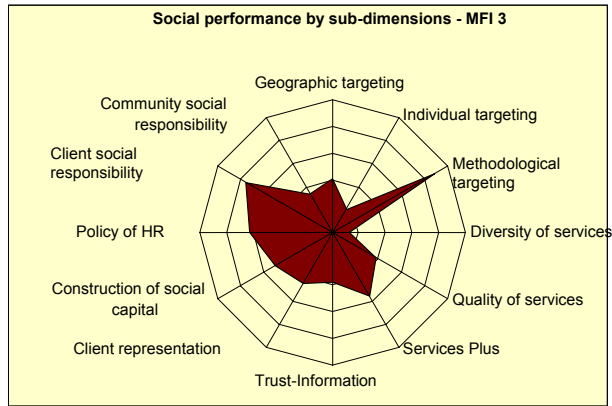 Social performance by sub-dimensions - MFI 3
Geographic targeting
Individual targeting
Methodological
targeting
Diversity of services
Quality of services
Services Plus
Trust-Information
Client representation
Construction of social
capital
Policy of HR
Client social
responsibility
Community social
responsibility